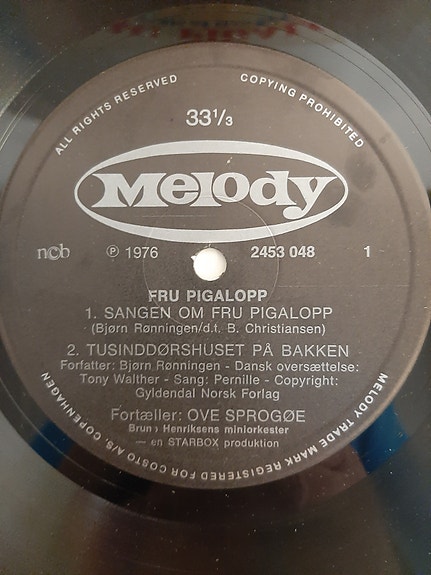 ALL RIGHTS RESERVED
COPYING PROHIBITED
33 1/3
Melody
ncb
Ⓟ 1976
2453 048
1
FRU PIGALOPP
1. SANGEN OM FRU PIGALOPP
(Bjørn Rønningen/d.t. B. Christiansen)
2. TUSINDDØRSHUSET PÅ BAKKEN
Forfatter: Bjørn Rønningen - Dansk oversættelse:
Tony Walther - Sang: Pernille - Copyright:
Gyldendal Norsk Forlag
Fortæller: OVE SPROGØE
Henriksens miniorkester
— en STARBOX produktion
MELODY TRADE MARK REGISTERED FOR COSTO A/S, COPENHAGEN